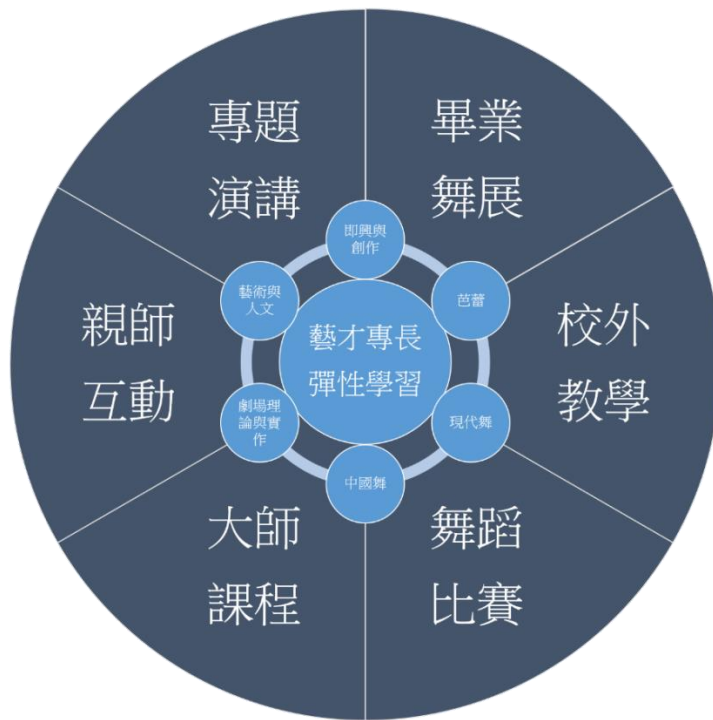 專題
演講
畢業
舞展
校外
教學
舞蹈
比賽
大師
課程
親師
互動
即興與
創作
芭蕾
現代舞
中國舞
劇場理
論與實
作
藝術與
人文
藝才專長
彈性學習